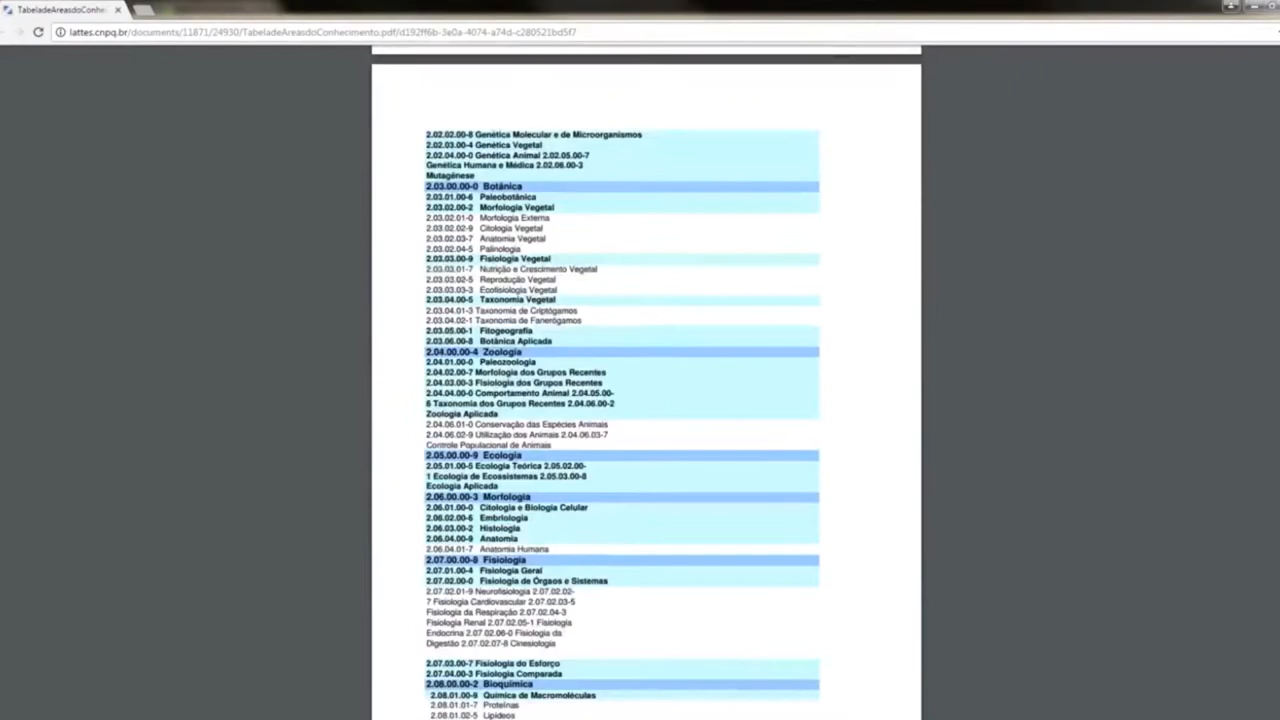 TabeladeAreasdoConhe
lattes.cnpq.br/documents/11871/24930/TabeladeAreasdoConhecimento.pdf/d192ff6b-3e0a-4074-a74d-c280521bd5f7
2.02.02.00-8 Genética Molecular e de Microorganismos
2.02.03.00-4 Genética Vegetal
2.02.04.00-0 Genética Animal 2.02.05.00-7
Genética Humana e Médica 2.02.06.00-3
Mutagênese
2.03.00.00-0 Botânica
2.03.01.00-6 Paleobotânica
2.03.02.00-2 Morfologia Vegetal
2.03.02.01-0 Morfologia Externa
2.03.02.02-9 Citologia Vegetal
2.03.02.03-7 Anatomia Vegetal
2.03.02.04-5 Palinologia
2.03.03.00-9 Fisiologia Vegetal
2.03.03.01-7 Nutrição e Crescimento Vegetal
2.03.03.02-5 Reprodução Vegetal
2.03.03.03-3 Ecofisiologia Vegetal
2.03.04.00-5 Taxonomia Vegetal
2.03.04.01-3 Taxonomia de Criptógamos
2.03.04.02-1 Taxonomia de Fanerógamos
2.03.05.00-1 Fitogeografia
2.03.06.00-8 Botânica Aplicada
2.04.00.00-4 Zoologia
2.04.01.00-0 Paleozoologia
2.04.02.00-7 Morfologia dos Grupos Recentes
2.04.03.00-3 Fisiologia dos Grupos Recentes
2.04.04.00-0 Comportamento Animal 2.04.05.00-
6 Taxonomia dos Grupos Recentes 2.04.06.00-2
Zoologia Aplicada
2.04.06.01-0 Conservação das Espécies Animais
2.04.06.02-9 Utilização dos Animais 2.04.06.03-7
Controle Populacional de Animais
2.05.00.00-9 Ecologia
2.05.01.00-5 Ecologia Teórica 2.05.02.00-
1 Ecologia de Ecossistemas 2.05.03.00-8
Ecologia Aplicada
2.06.00.00-3 Morfologia
2.06.01.00-0 Citologia e Biologia Celular
2.06.02.00-6 Embriologia
2.06.03.00-2 Histologia
2.06.04.00-9 Anatomia
2.06.04.01-7 Anatomia Humana
2.07.00.00-8 Fisiologia
2.07.01.00-4 Fisiologia Geral
2.07.02.00-0 Fisiologia de Órgaos e Sistemas
2.07.02.01-9 Neurofisiologia 2.07.02.02-
7 Fisiologia Cardiovascular 2.07.02.03-5
Fisiologia da Respiração 2.07.02.04-3
Fisiologia Renal 2.07.02.05-1 Fisiologia
Endocrina 2.07.02.06-0 Fisiologia da
Digestão 2.07.02.07-8 Cinesiologia
2.07.03.00-7 Fisiologia do Esforço
2.07.04.00-3 Fisiologia Comparada
2.08.00.00-2 Bioquímica
2.08.01.00-9 Química de Macromoléculas
2.08.01.01-7 Proteínas
2.08.01.02-5 Lipídeos